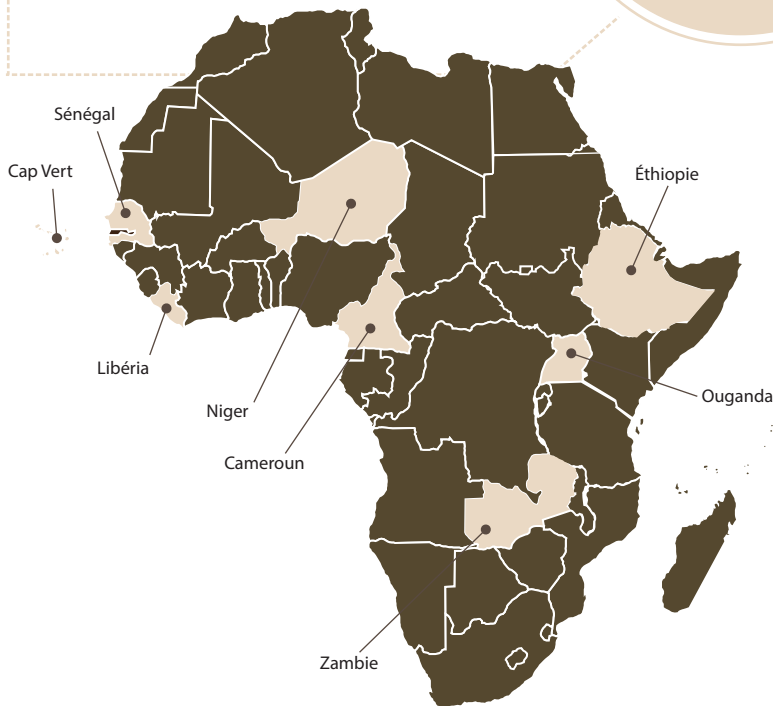 Sénégal
Cap Vert
Éthiopie
Libéria
Niger
Ouganda
Cameroun
Zambie